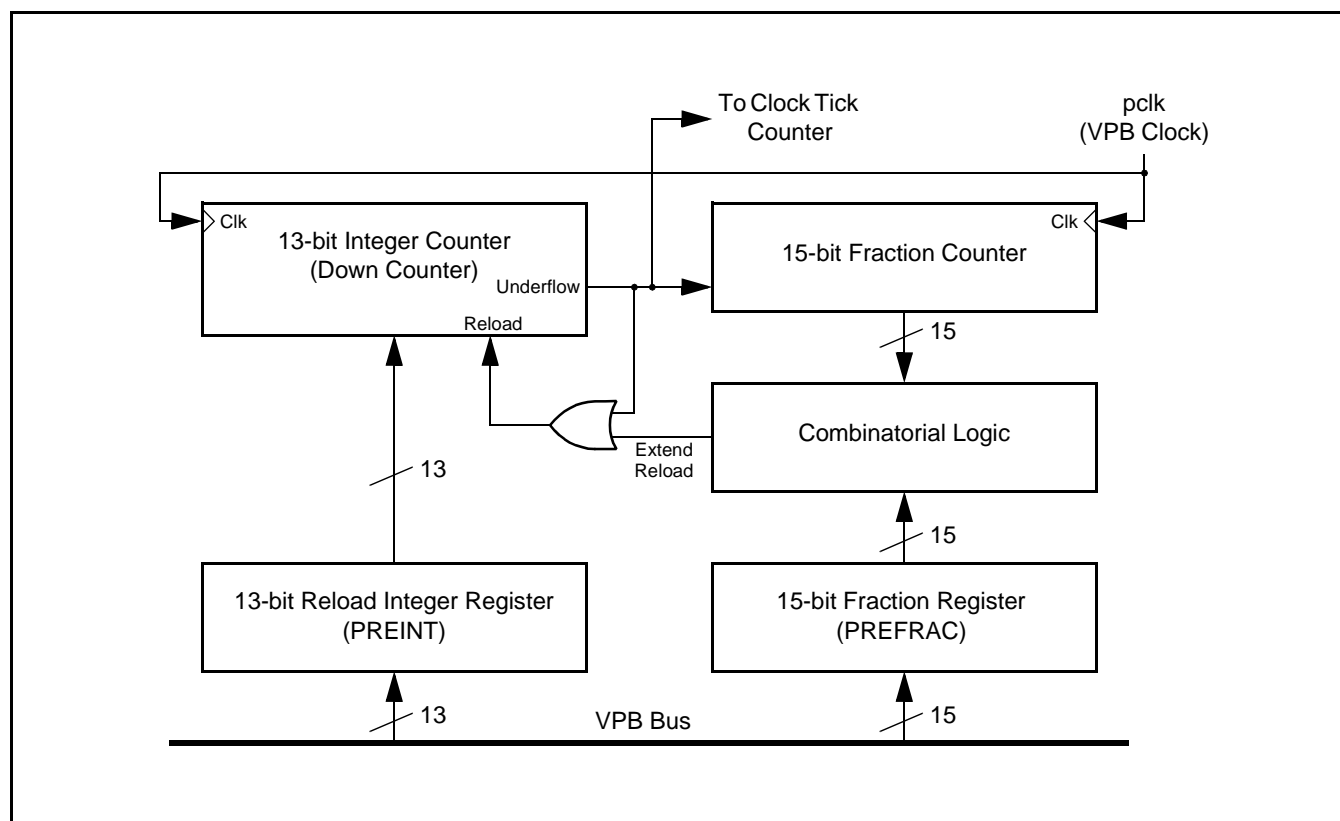 To Clock Tick
Counter
pclk
(VPB Clock)
Clk
13-bit Integer Counter
(Down Counter)
Underflow
Reload
Clk
15-bit Fraction Counter
15
Combinatorial Logic
Extend
Reload
13
15
13-bit Reload Integer Register
(PREINT)
15-bit Fraction Register
(PREFRAC)
13
VPB Bus
15